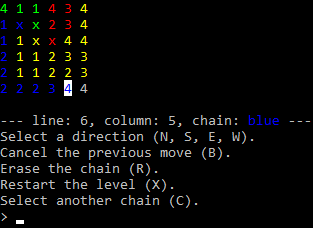 4 1 1 4 3 4
1 x x 2 3 4
1 1 x x 4 4
2 1 1 2 3 3
2 1 1 2 2 3
2 2 2 3 4 4
--- line: 6, column: 5, chain: blue ---
Select a direction (N, S, E, W).
Cancel the previous move (B).
Erase the chain (R).
Restart the level (X).
Select another chain (C).
> _